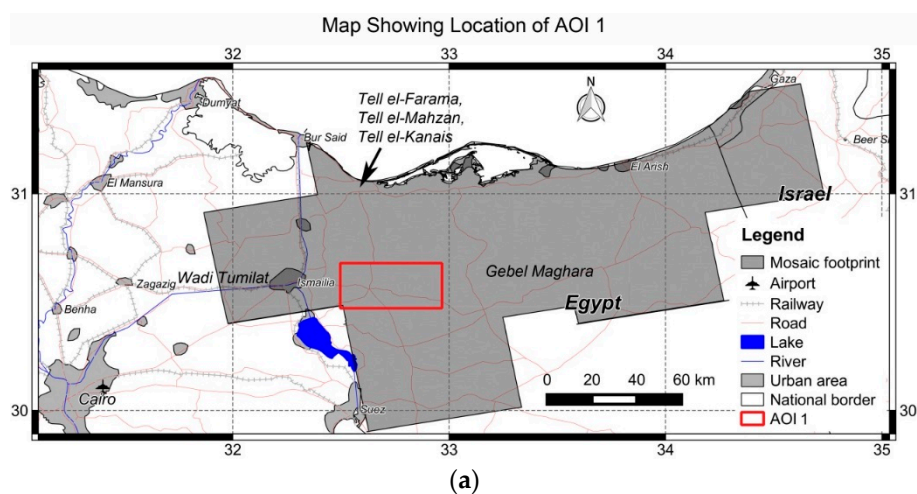 Map Showing Location of AOI 1
32
33
34
35
Gaza
Dumyat
Tell el-Farama,
Tell el-Mahzan,
Tell el-Kanais
N
Bur Said
Beer S
El Mansura
El Arish
31
31
Israel
Legend
Mosaic footprint
Airport
Railway
Road
Lake
River
Urban area
National border
AOI 1
Wadi Tumilat
Ismailia
Gebel Maghara
Zagazig
Egypt
Benha
0 20 40 60 km
Cairo
30
Suez
30
32
33
34
35
(a)